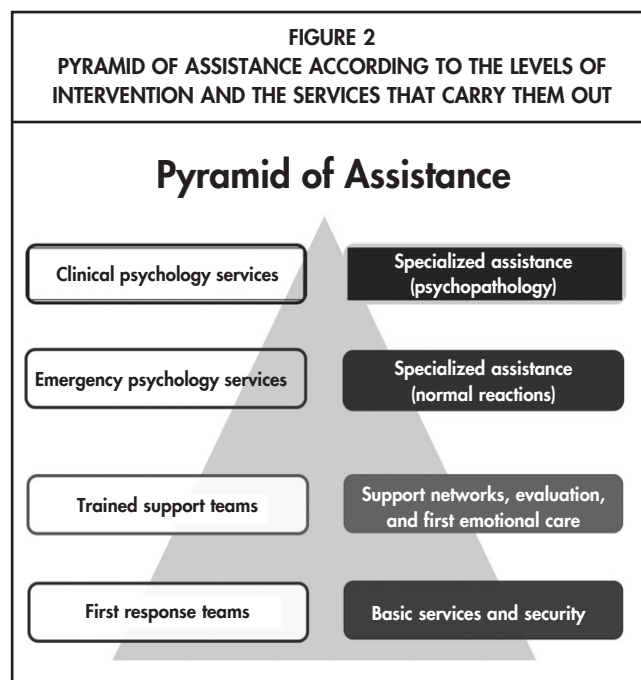 FIGURE 2
PYRAMID OF ASSISTANCE ACCORDING TO THE LEVELS OF
INTERVENTION AND THE SERVICES THAT CARRY THEM OUT
Pyramid of Assistance
Clinical psychology services
Specialized assistance
(psychopathology)
Emergency psychology services
Specialized assistance
(normal reactions)
Trained support teams
Support networks, evaluation,
and first emotional care
First response teams
Basic services and security